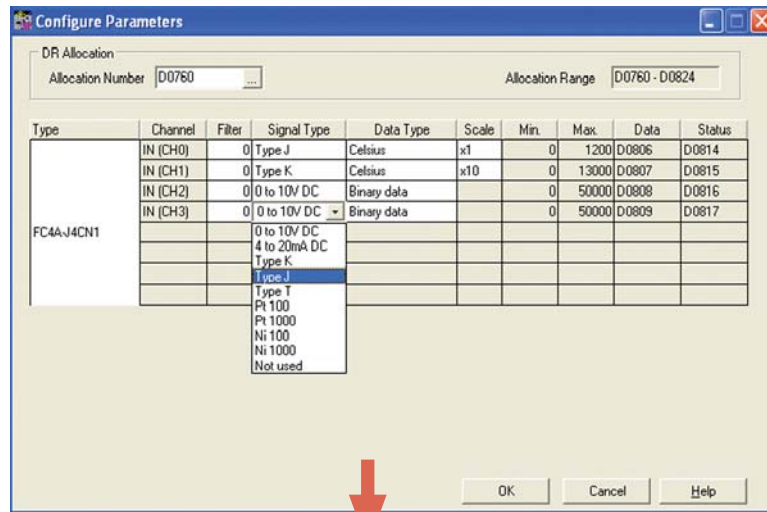 Configure Parameters
DR Allocation
Allocation Number D0760 ... Allocation Range D0760 - D0824
Type Channel Filter Signal Type Data Type Scale Min. Max. Data Status
IN (CH0) 0 Type J Celsius x1 0 1200 D0806 D0814
IN (CH1) 0 Type K Celsius x10 0 13000 D0807 D0815
IN (CH2) 0 0 to 10V DC Binary data 0 50000 D0808 D0816
IN (CH3) 0 0 to 10V DC Binary data 0 50000 D0809 D0817
FC4A-J4CN1
0 to 10V DC
4 to 20mA DC
Type K
Type J
Type T
Pt 100
Pt 1000
Ni 100
Ni 1000
Not used
OK Cancel Help